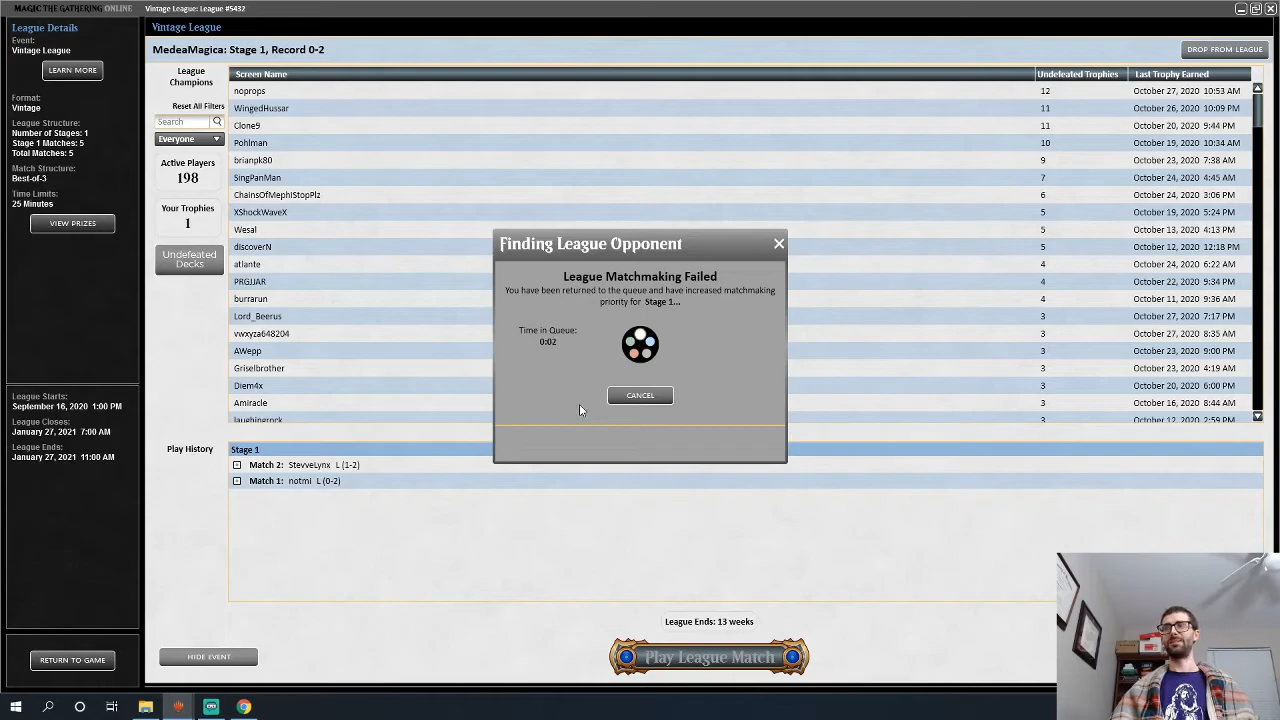 MAGIC THE GATHERING ONLINE
Vintage League: League #5432
League Details
Event:
Vintage League
LEARN MORE
Format:
Vintage
League Structure:
Number of Stages: 1
Stage 1 Matches: 5
Total Matches: 5
Match Structure:
Best-of-3
Time Limits:
25 Minutes
VIEW PRIZES
League Starts:
September 16, 2020 1:00 PM
League Closes:
January 27, 2021 7:00 AM
League Ends:
January 27, 2021 11:00 AM
RETURN TO GAME
Vintage League
MedeaMagica: Stage 1, Record 0-2
DROP FROM LEAGUE
League
Champions
Reset All Filters
Search
Everyone
Active Players
198
Your Trophies
1
Undefeated
Decks
Screen Name Undefeated Trophies Last Trophy Earned
noprops 12 October 27, 2020 10:53 AM
WingedHussar 11 October 26, 2020 10:09 PM
Clone9 11 October 20, 2020 9:44 PM
Pohlman 10 October 19, 2020 10:34 AM
brianpk80 9 October 23, 2020 7:38 AM
SingPanMan 7 October 24, 2020 4:45 AM
ChainsOfMephiStoPlz 6 October 24, 2020 3:06 PM
XShockWaveX 5 October 19, 2020 5:24 PM
Wesal 5 October 13, 2020 4:13 PM
discoverN 5 October 12, 2020 12:18 PM
atlante 4 October 24, 2020 6:22 AM
PRGJJAR 4 October 22, 2020 9:34 PM
burrarun 4 October 11, 2020 9:36 AM
Lord_Beerus 3 October 27, 2020 7:17 PM
vwxyza648204 3 October 27, 2020 8:35 AM
AWepp 3 October 23, 2020 9:00 PM
Griselbrother 3 October 23, 2020 4:19 AM
Diem4x 3 October 20, 2020 6:00 PM
Amiracle 3 October 16, 2020 8:44 AM
laughingrock 3 October 12, 2020 2:59 PM
Finding League Opponent
League Matchmaking Failed
You have been returned to the queue and have increased matchmaking
priority for Stage 1...
Time in Queue:
0:02
CANCEL
Play History
Stage 1
Match 2: StevveLynx L (1-2)
Match 1: notmi L (0-2)
League Ends: 13 weeks
HIDE EVENT
Play League Match